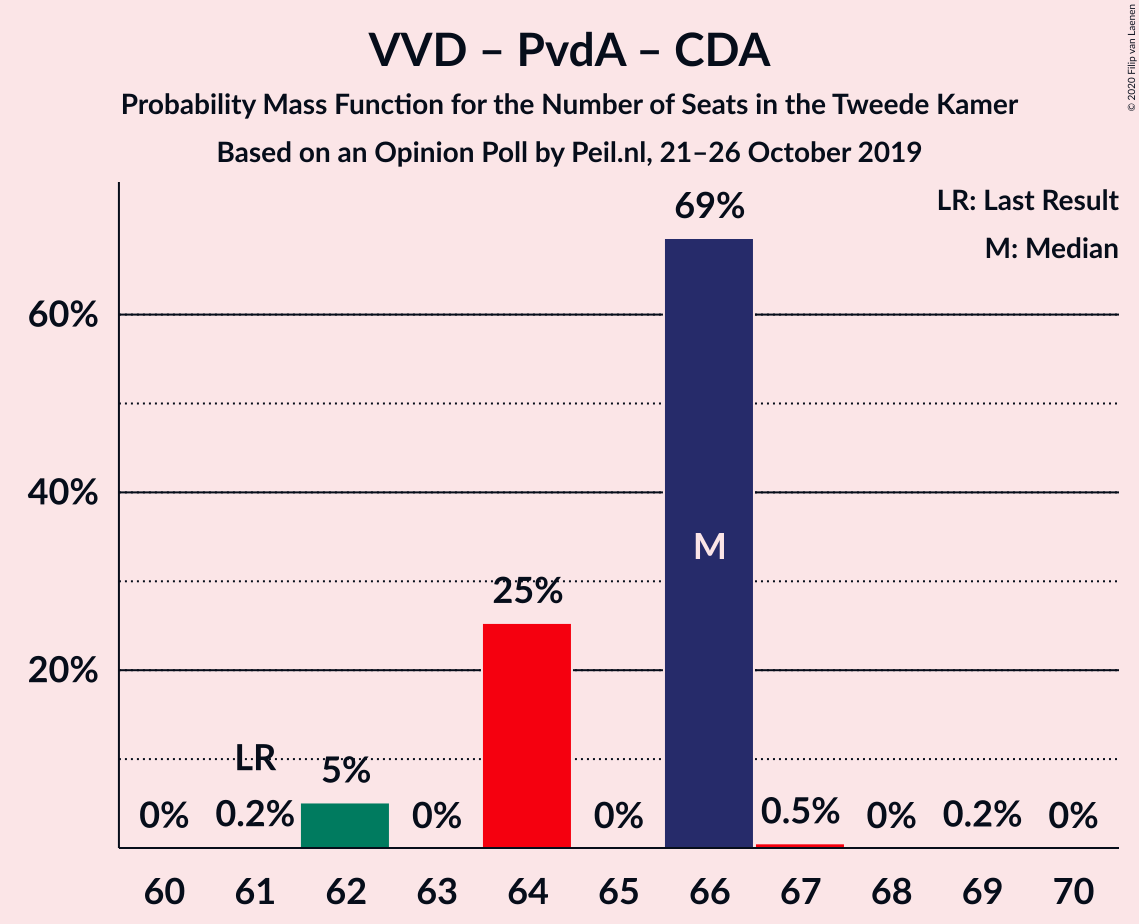 VVD – PvdA – CDA
Probability Mass Function for the Number of Seats in the Tweede Kamer
Based on an Opinion Poll by Peil.nl, 21–26 October 2019
© 2020 Filip van Laenen
LR: Last Result
M: Median
60%
40%
20%
0%
LR
0.2%
5%
0%
25%
0%
69%
M
0.5%
0%
0.2%
0%
60 61 62 63 64 65 66 67 68 69 70